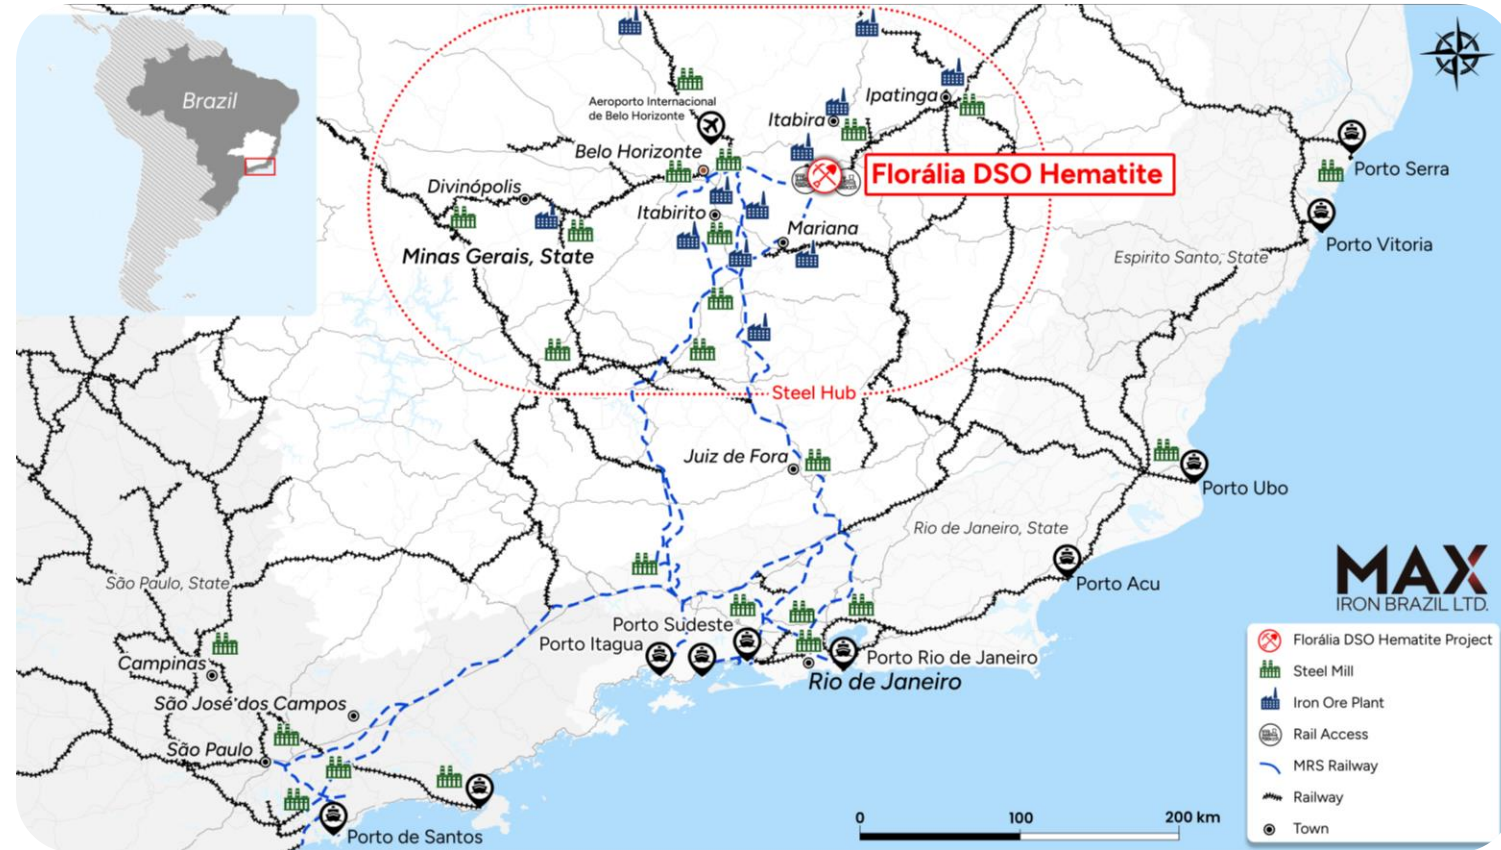 Brazil
Aeroporto Internacional
de Belo Horizonte
Ipatinga
Itabira
Belo Horizonte
Florália DSO Hematite
Porto Serra
Divinópolis
Itabirito
Mariana
Porto Vitoria
Minas Gerais, State
Espirito Santo, State
Steel Hub
Juiz de Fora
Porto Ubo
Rio de Janeiro, State
São Paulo, State
Porto Acu
MAX
IRON BRAZIL LTD.
Porto Sudeste
Porto Itagua
Porto Rio de Janeiro
Rio de Janeiro
Campinas
São José dos Campos
São Paulo
Porto de Santos
0 100 200 km
Florália DSO Hematite Project
Steel Mill
Iron Ore Plant
Rail Access
MRS Railway
Railway
Town